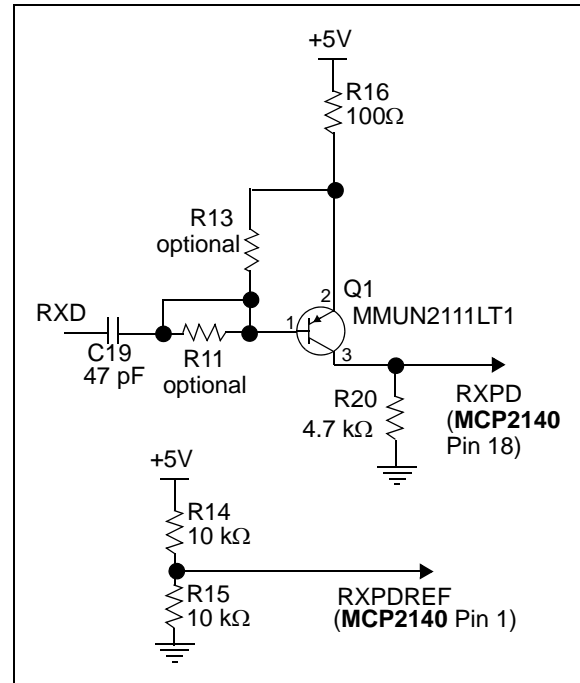 +5V
R16
100Ω
R13
optional
2
Q1
MMUN2111LT1
RXD
1
3
C19
47 pF
R11
optional
R20
4.7 kΩ
RXPD
(MCP2140
Pin 18)
+5V
R14
10 kΩ
R15
10 kΩ
RXPDREF
(MCP2140 Pin 1)